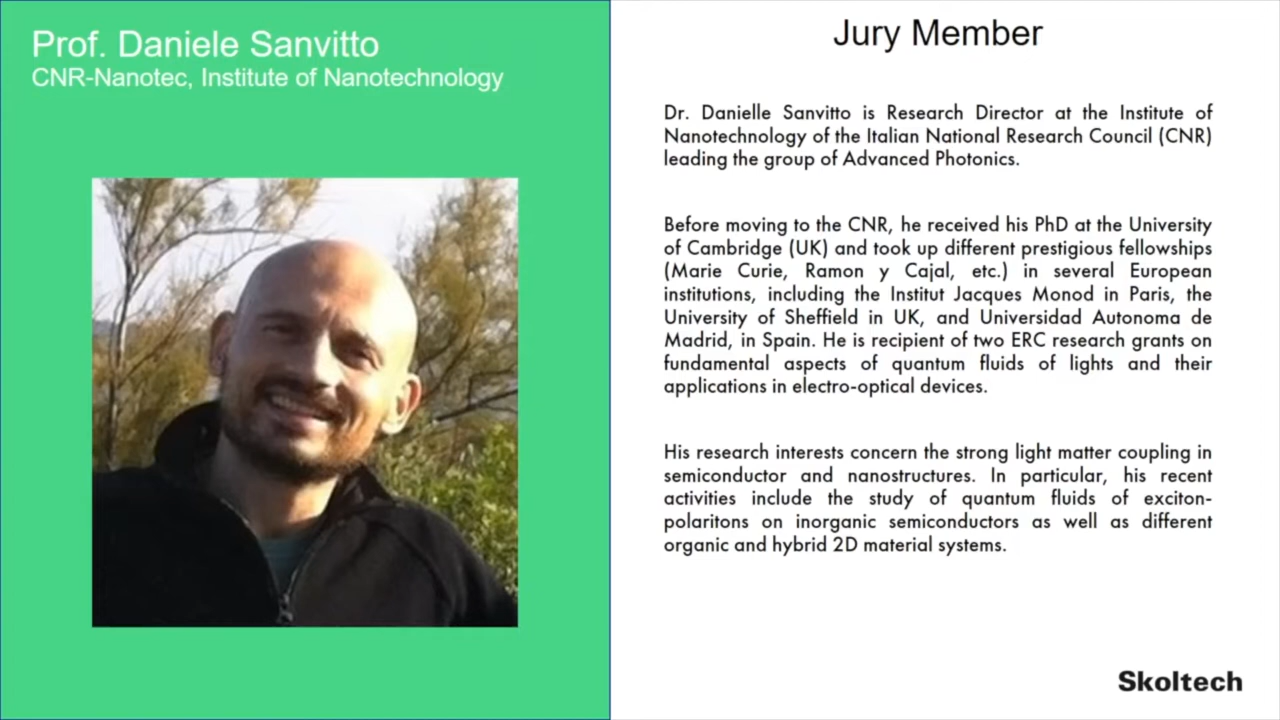 Prof. Daniele Sanvitto
CNR-Nanotec, Institute of Nanotechnology
Jury Member
Dr. Danielle Sanvitto is Research Director at the Institute of
Nanotechnology of the Italian National Research Council (CNR)
leading the group of Advanced Photonics.
Before moving to the CNR, he received his PhD at the University
of Cambridge (UK) and took up different prestigious fellowships
(Marie Curie, Ramon y Cajal, etc.) in several European
institutions, including the Institut Jacques Monod in Paris, the
University of Sheffield in UK, and Universidad Autonoma de
Madrid, in Spain. He is recipient of two ERC research grants on
fundamental aspects of quantum fluids of lights and their
applications in electro-optical devices.
His research interests concern the strong light matter coupling in
semiconductor and nanostructures. In particular, his recent
activities include the study of quantum fluids of exciton-
polaritons on inorganic semiconductors as well as different
organic and hybrid 2D material systems.
Skoltech